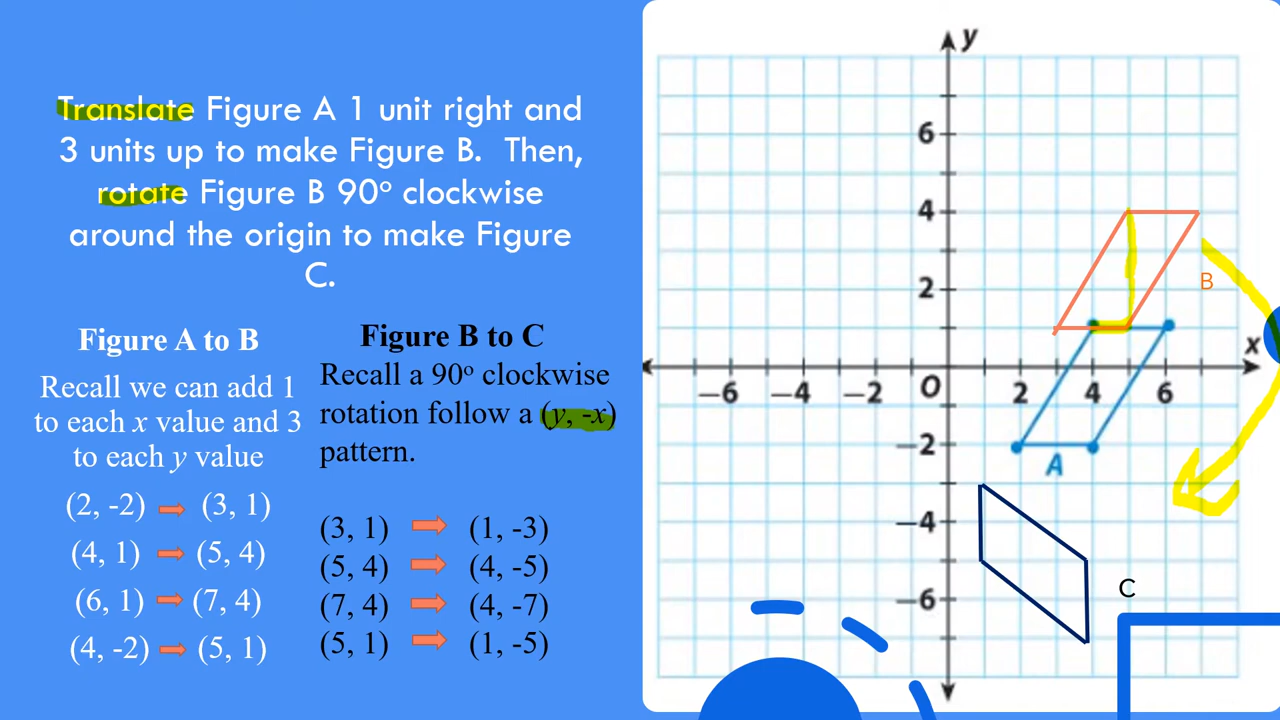 Translate Figure A 1 unit right and
3 units up to make Figure B. Then,
rotate Figure B 90° clockwise
around the origin to make Figure
C.
Figure A to B
Recall we can add 1
to each x value and 3
to each y value
(2, -2) (3, 1)
(4, 1) (5, 4)
(6, 1) (7, 4)
(4, -2) (5, 1)
Figure B to C
Recall a 90° clockwise
rotation follow a (y, -x)
pattern.
(3, 1) (1, -3)
(5, 4) (4, -5)
(7, 4) (4, -7)
(5, 1) (1, -5)
y
6
4
2
B
x
−6 −4 −2 O 2 4 6
−2
A
−4
−6
C